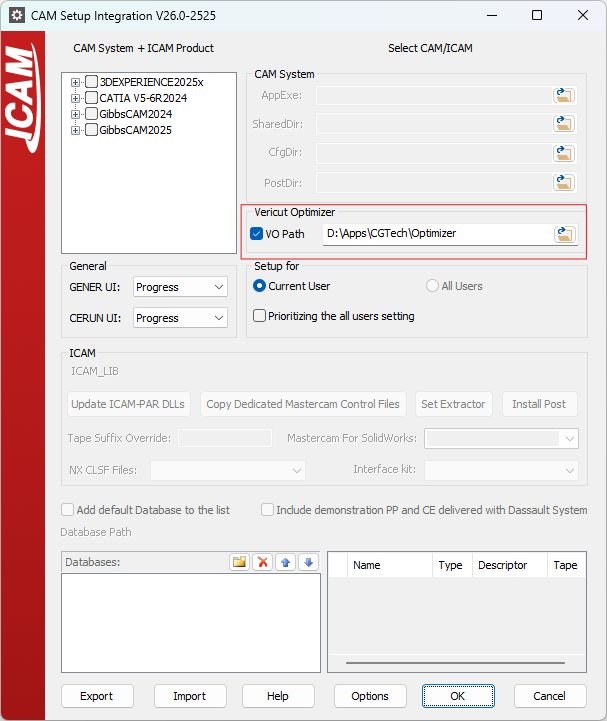 CAM Setup Integration V26.0-2525
ICAM
CAM System + ICAM Product
Select CAM/ICAM
3DEXPERIENCE2025x
CATIA V5-6R2024
GibbsCAM2024
GibbsCAM2025
CAM System
AppExe:
SharedDir:
CfgDir:
PostDir:
Vericut Optimizer
VO Path D:\Apps\CGTech\Optimizer
General
GENER UI: Progress
CERUN UI: Progress
Setup for
Current User All Users
Prioritizing the all users setting
ICAM
ICAM_LIB
Update ICAM-PAR DLLs Copy Dedicated Mastercam Control Files Set Extractor Install Post
Tape Suffix Override: Mastercam For SolidWorks:
NX CLSF Files: Interface kit:
Add default Database to the list Include demonstration PP and CE delivered with Dassault System
Database Path
Databases:
Name Type Descriptor Tape
Export Import Help Options OK Cancel